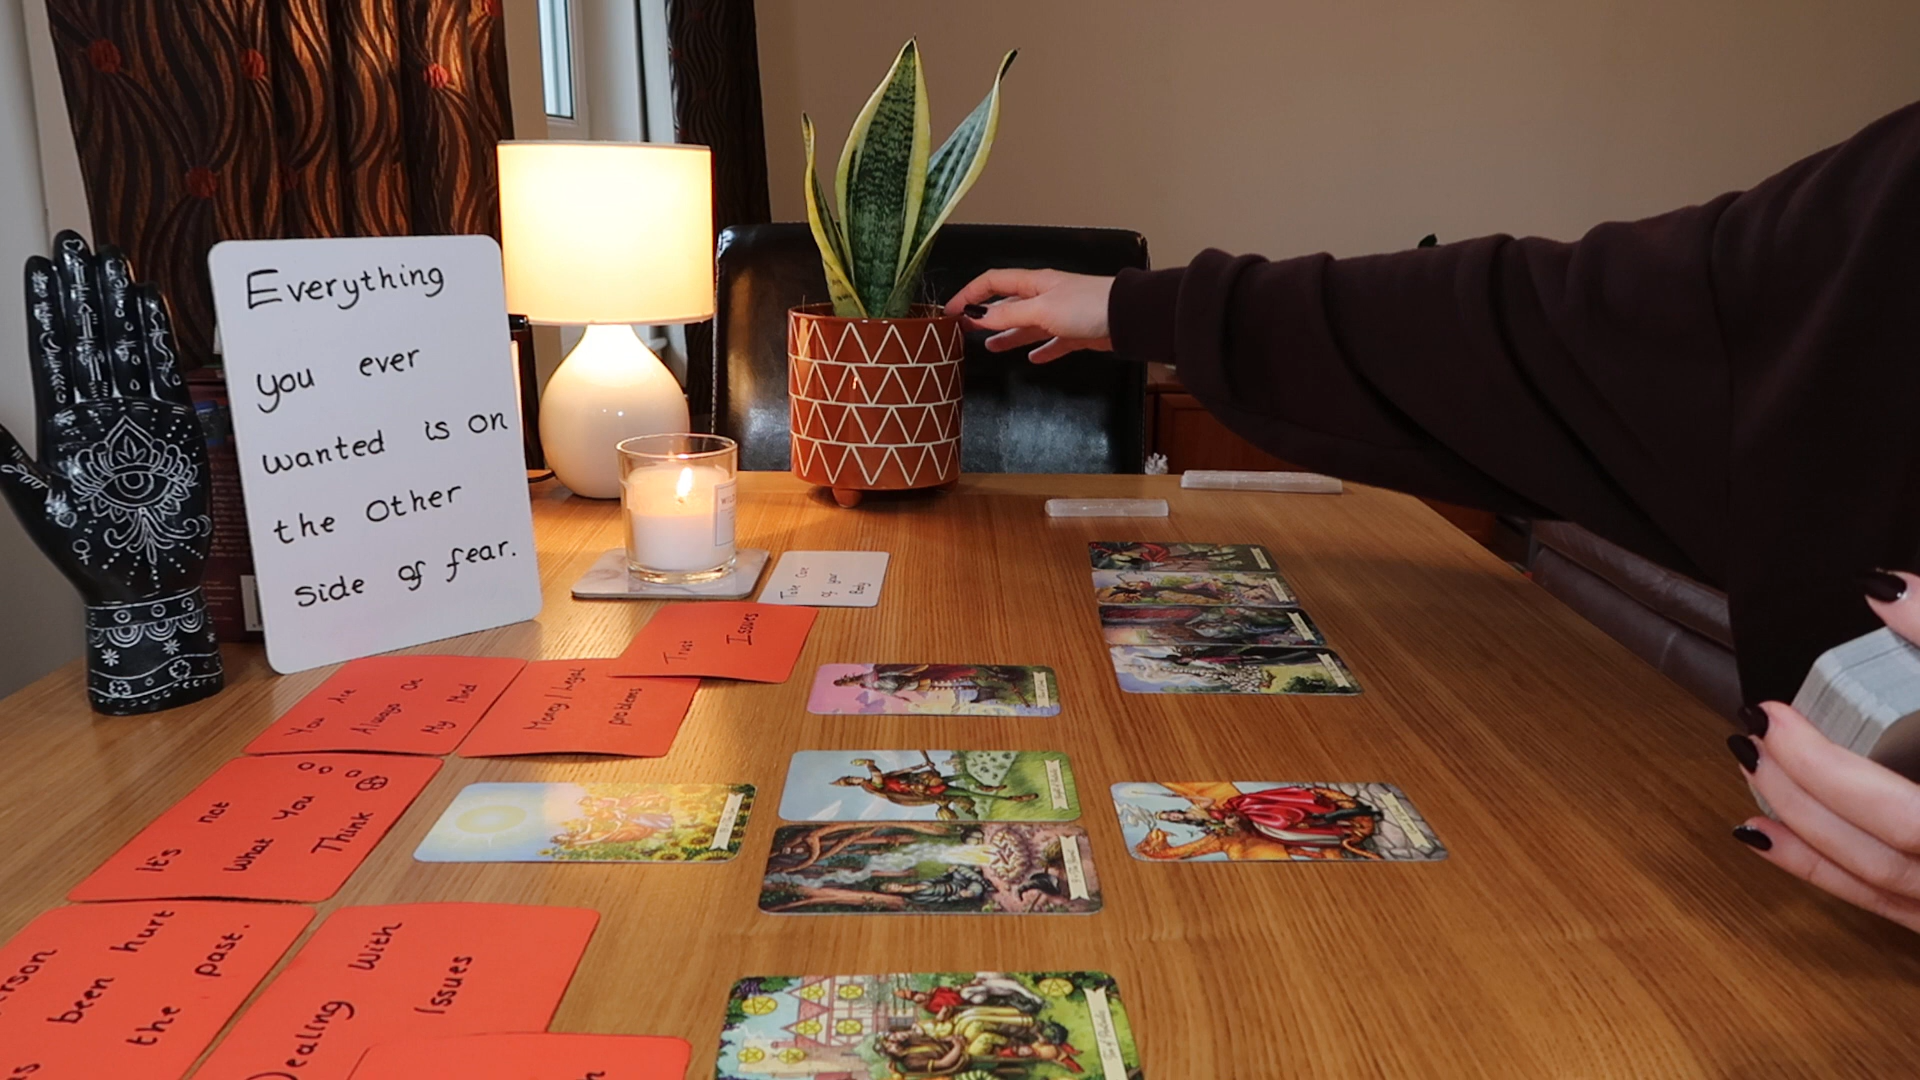 Everything
you ever
wanted is on
the Other
Side of fear.
Take Care
of your
Body
Trust Issues
You Are
Always On
My Mind
Money / Legal
problems
It's not
What You
Think
been hurt
the past.
Dealing With
Issues